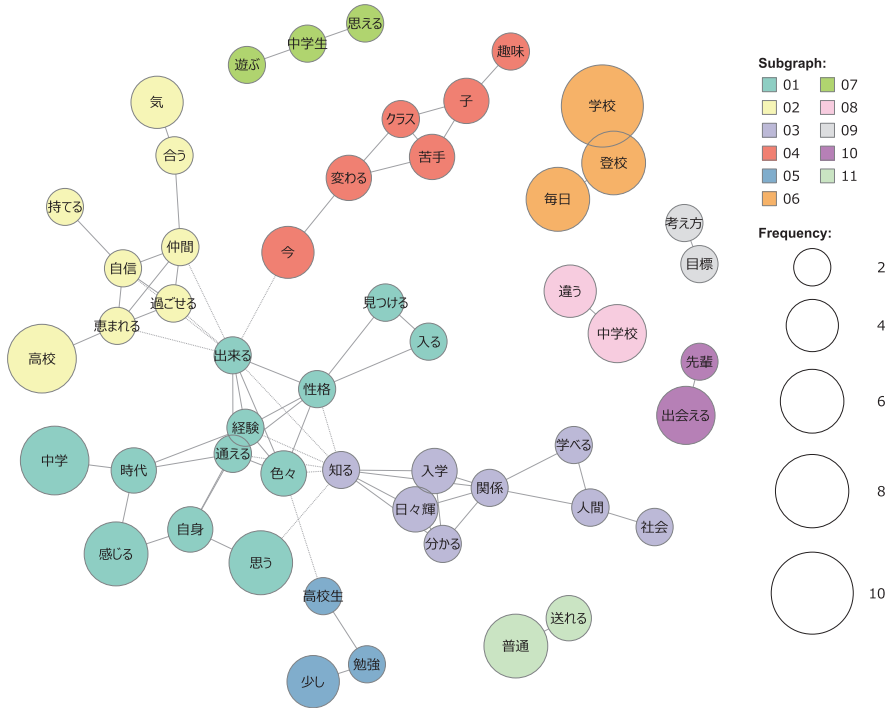 思える
中学生
遊ぶ
趣味
気
子
クラス
学校
合う
苦手
登校
変わる
毎日
持てる
考え方
仲間
今
自信
目標
過ごせる
見つける
違う
恵まれる
中学校
出来る
入る
高校
先輩
性格
出会える
経験
通える
学べる
中学
時代
色々
知る
入学
関係
日々輝
人間
自身
社会
分かる
感じる
思う
高校生
送れる
普通
勉強
少し
Subgraph:
01
02
03
04
05
06
07
08
09
10
11
Frequency:
2
4
6
8
10